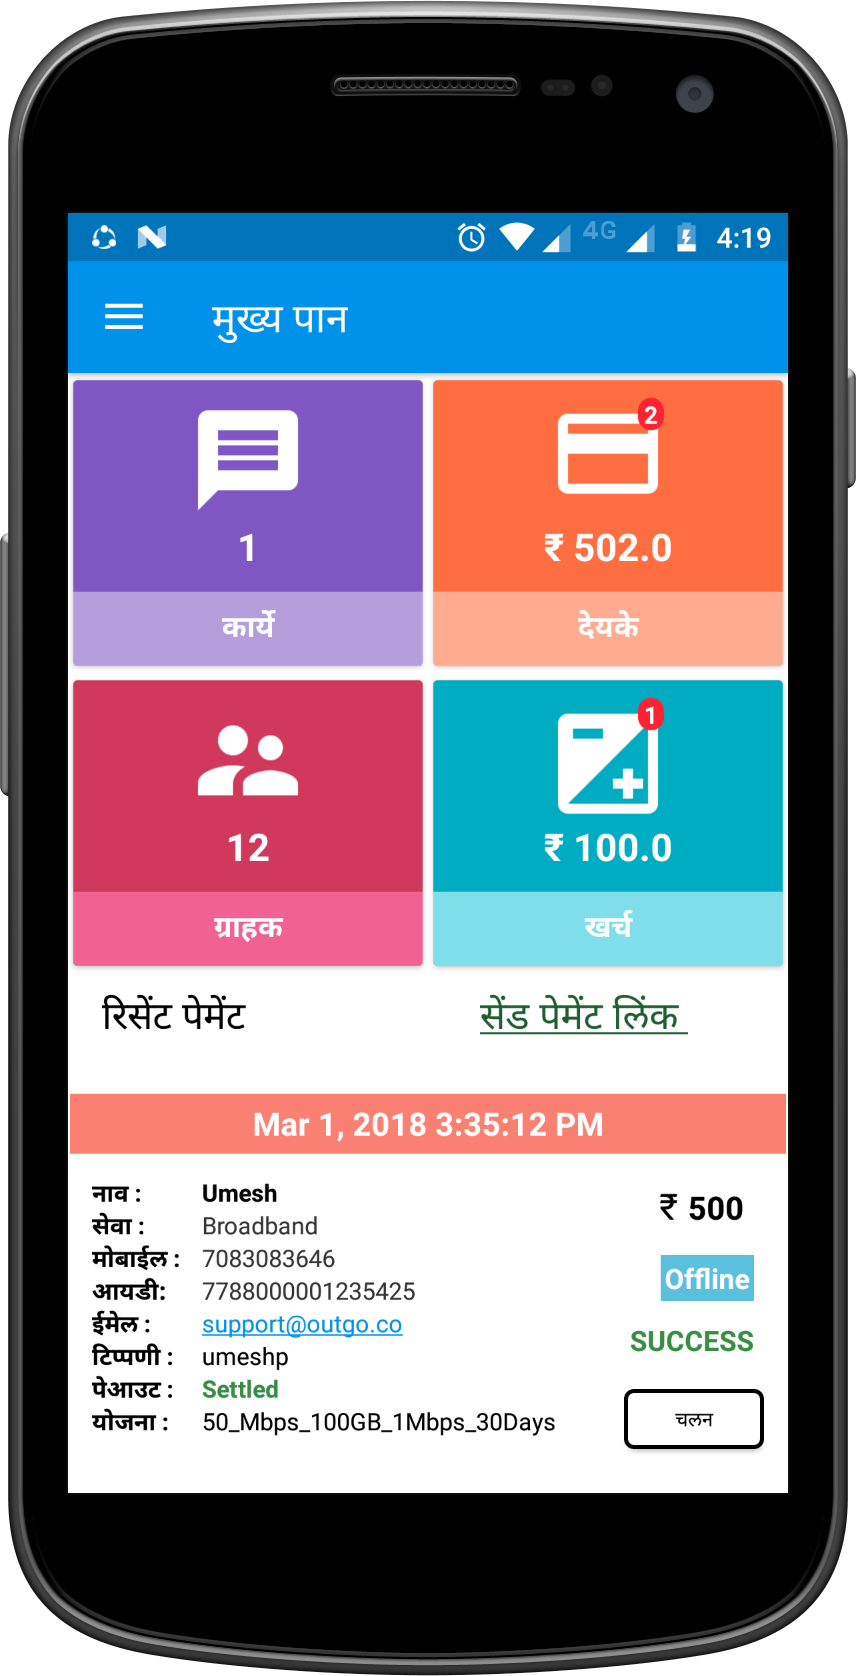 4G 4:19
मुख्य पान
2
1
₹ 502.0
कार्ये
देयके
1
12
₹ 100.0
ग्राहक
खर्च
रिसेंट पेमेंट
सेंड पेमेंट लिंक
Mar 1, 2018 3:35:12 PM
नाव : Umesh
₹ 500
सेवा : Broadband
मोबाईल : 7083083646
आयडी: 7788000001235425
Offline
ईमेल : support@outgo.co
SUCCESS
टिप्पणी : umeshp
पेआउट : Settled
योजना : 50_Mbps_100GB_1Mbps_30Days
चलन